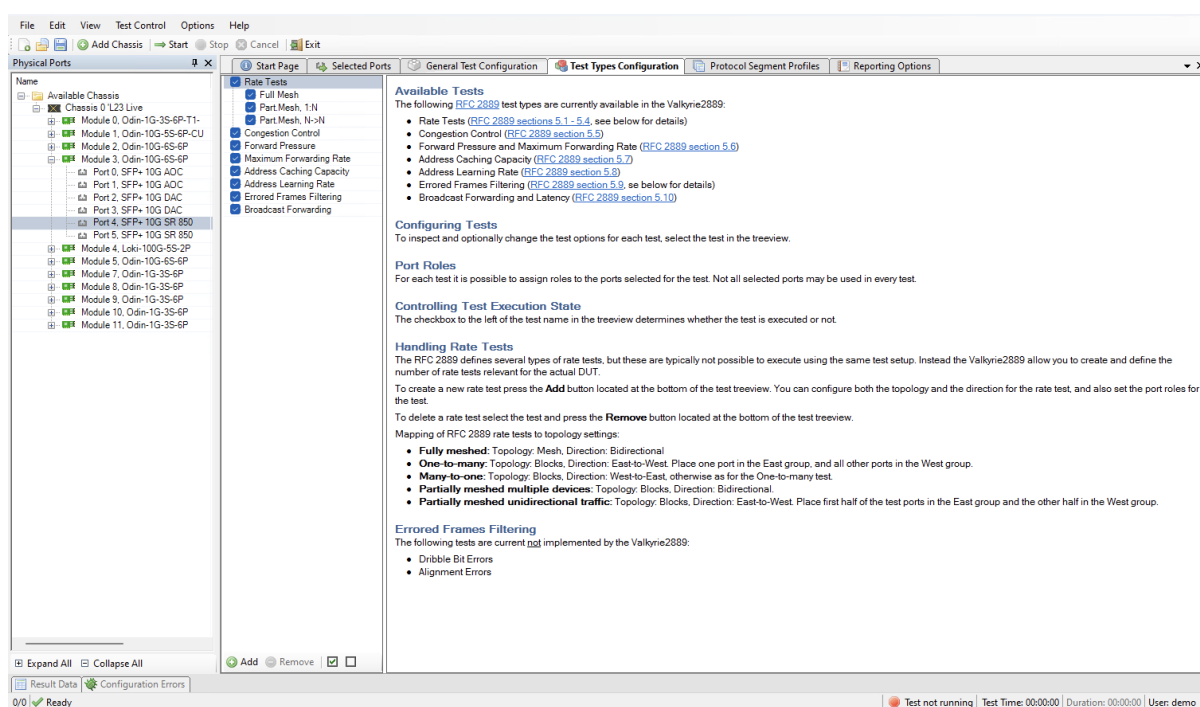 File Edit View Test Control Options Help
Add Chassis Start Stop Cancel Exit
Physical Ports
Name
Available Chassis
Chassis 0 'L23 Live
Module 0, Odin-1G-3S-6P-T1-
Module 1, Odin-10G-5S-6P-CU
Module 2, Odin-10G-6S-6P
Module 3, Odin-10G-6S-6P
Port 0, SFP+ 10G AOC
Port 1, SFP+ 10G AOC
Port 2, SFP+ 10G DAC
Port 3, SFP+ 10G DAC
Port 4, SFP+ 10G SR 850
Port 5, SFP+ 10G SR 850
Module 4, Loki-100G-5S-2P
Module 5, Odin-10G-6S-6P
Module 7, Odin-1G-3S-6P
Module 8, Odin-1G-3S-6P
Module 9, Odin-1G-3S-6P
Module 10, Odin-1G-3S-6P
Module 11, Odin-1G-3S-6P
Expand All Collapse All
Start Page Selected Ports General Test Configuration Test Types Configuration Protocol Segment Profiles Reporting Options
Rate Tests
Full Mesh
Part.Mesh, 1:N
Part.Mesh, N->N
Congestion Control
Forward Pressure
Maximum Forwarding Rate
Address Caching Capacity
Address Learning Rate
Errored Frames Filtering
Broadcast Forwarding
Add Remove
Available Tests
The following RFC 2889 test types are currently available in the Valkyrie2889:
• Rate Tests (RFC 2889 sections 5.1 - 5.4, see below for details)
• Congestion Control (RFC 2889 section 5.5)
• Forward Pressure and Maximum Forwarding Rate (RFC 2889 section 5.6)
• Address Caching Capacity (RFC 2889 section 5.7)
• Address Learning Rate (RFC 2889 section 5.8)
• Errored Frames Filtering (RFC 2889 section 5.9, se below for details)
• Broadcast Forwarding and Latency (RFC 2889 section 5.10)
Configuring Tests
To inspect and optionally change the test options for each test, select the test in the treeview.
Port Roles
For each test it is possible to assign roles to the ports selected for the test. Not all selected ports may be used in every test.
Controlling Test Execution State
The checkbox to the left of the test name in the treeview determines whether the test is executed or not.
Handling Rate Tests
The RFC 2889 defines several types of rate tests, but these are typically not possible to execute using the same test setup. Instead the Valkyrie2889 allow you to create and define the
number of rate tests relevant for the actual DUT.
To create a new rate test press the Add button located at the bottom of the test treeview. You can configure both the topology and the direction for the rate test, and also set the port roles for
the test.
To delete a rate test select the test and press the Remove button located at the bottom of the test treeview.
Mapping of RFC 2889 rate tests to topology settings:
• Fully meshed: Topology: Mesh, Direction: Bidirectional
• One-to-many: Topology: Blocks, Direction: East-to-West. Place one port in the East group, and all other ports in the West group.
• Many-to-one: Topology: Blocks, Direction: West-to-East, otherwise as for the One-to-many test.
• Partially meshed multiple devices: Topology: Blocks, Direction: Bidirectional.
• Partially meshed unidirectional traffic: Topology: Blocks, Direction: East-to-West. Place first half of the test ports in the East group and the other half in the West group.
Errored Frames Filtering
The following tests are current not implemented by the Valkyrie2889:
• Dribble Bit Errors
• Alignment Errors
Result Data Configuration Errors
0/0 Ready Test not running Test Time: 00:00:00 Duration: 00:00:00 User: demo